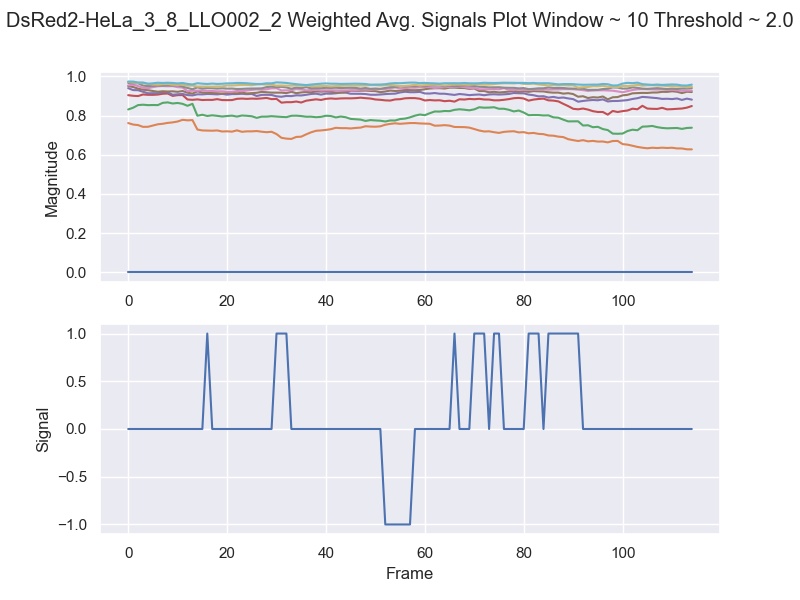 DsRed2-HeLa_3_8_LLO002_2 Weighted Avg. Signals Plot Window ~ 10 Threshold ~ 2.0
Magnitude
1.0
0.8
0.6
0.4
0.2
0.0
0 20 40 60 80 100
Signal
1.0
0.5
0.0
−0.5
−1.0
0 20 40 60 80 100
Frame